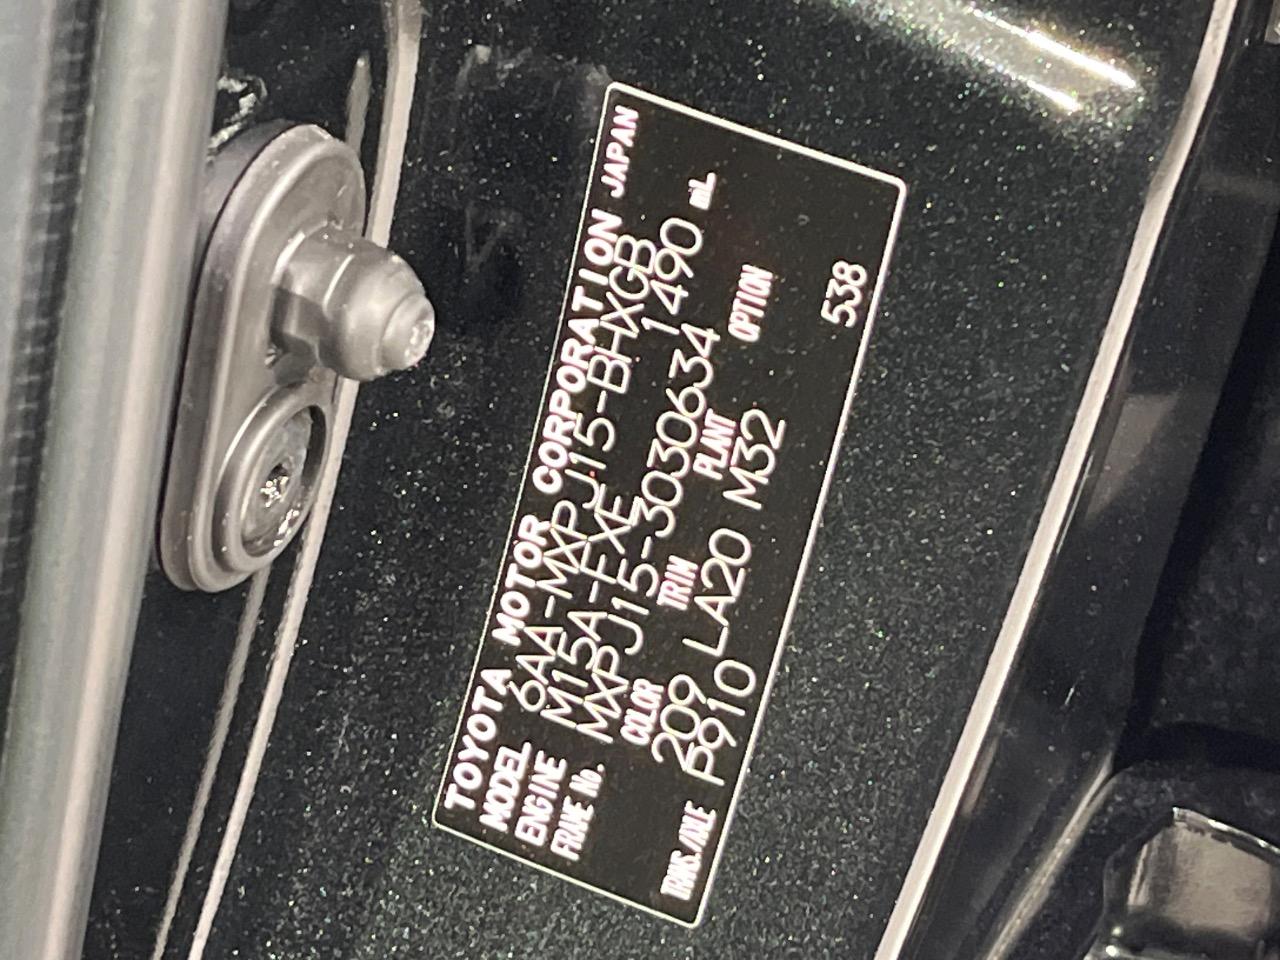 TOYOTA MOTOR CORPORATION JAPAN
MODEL 6AA-MXPJ15-BHXGB
ENGINE M15A-FXE 1490 mL
FRAME No. MXPJ15-3030634
COLOR TRIM PLANT OPTION
209 LA20 M32
TRANS./AXLE P910
538